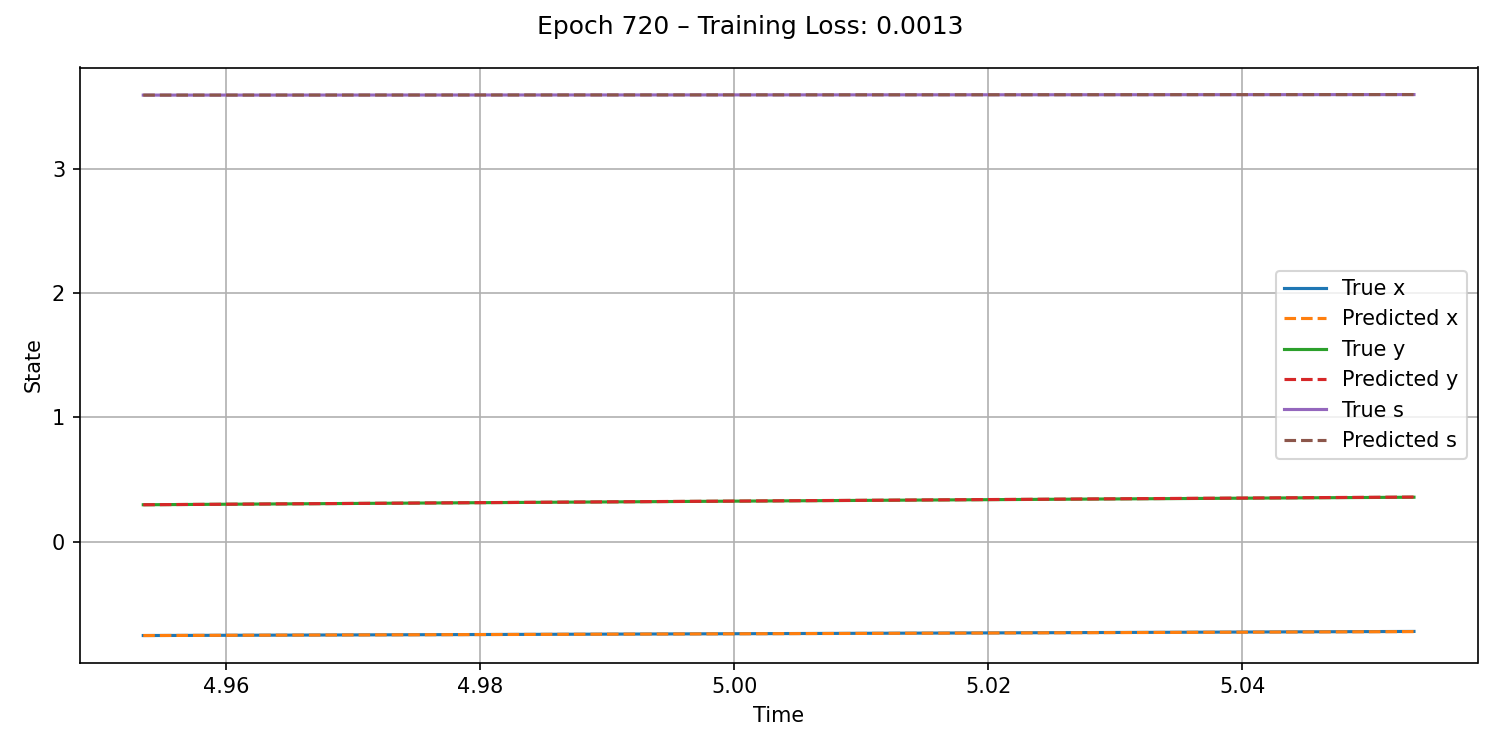 Epoch 720 – Training Loss: 0.0013
State
3
2
1
0
True x
Predicted x
True y
Predicted y
True s
Predicted s
4.96 4.98 5.00 5.02 5.04
Time